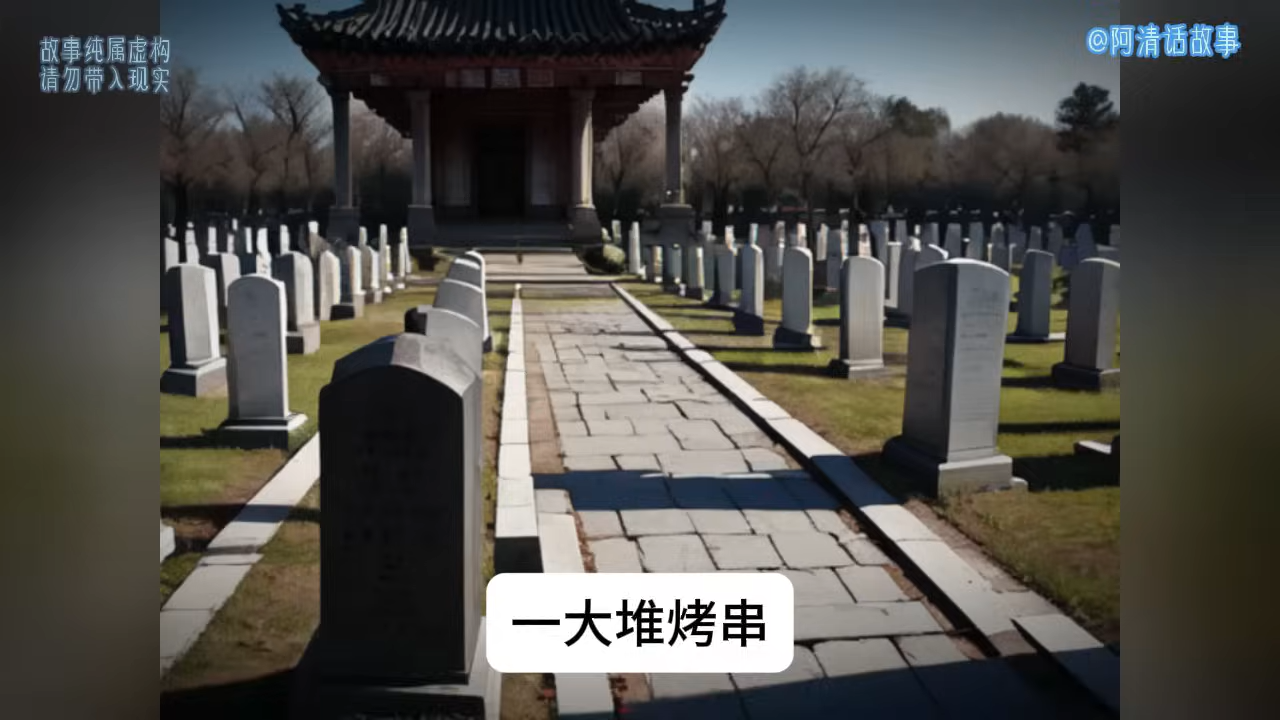 故事纯属虚构
请勿带入现实
@阿清话故事
一大堆烤串